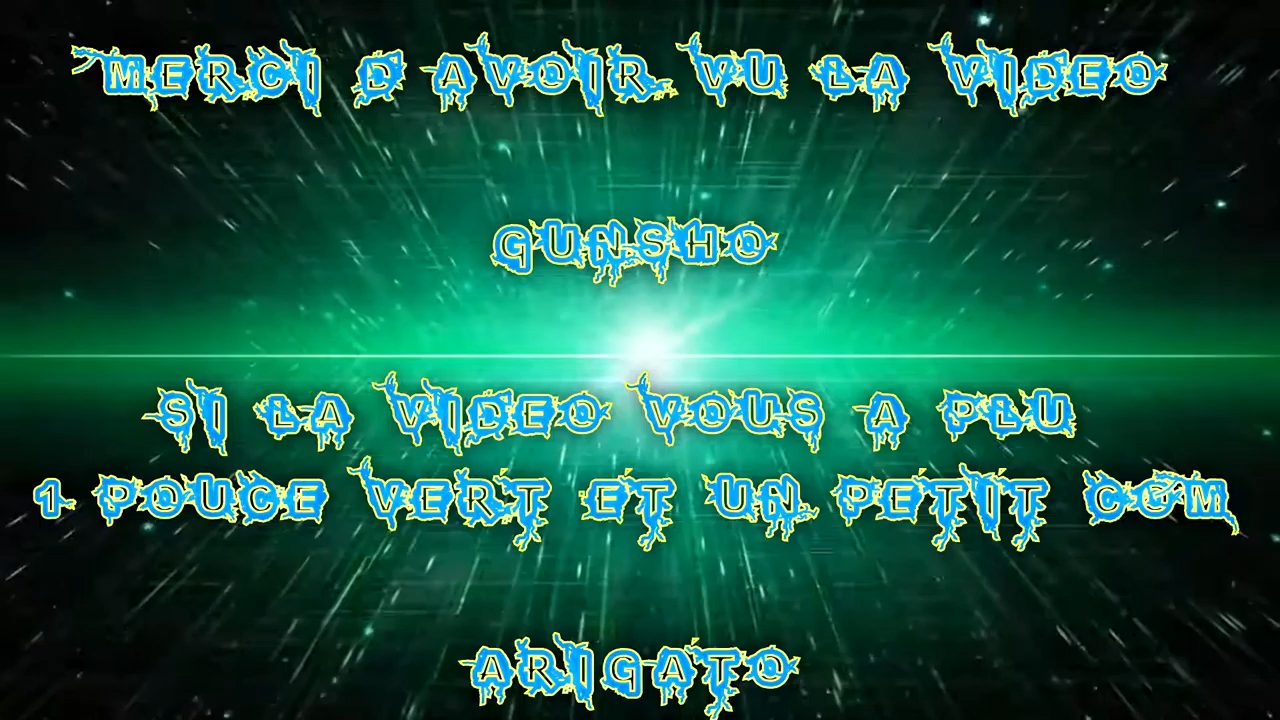 MERCI D AVOIR VU LA VIDEO
GUNSHO
SI LA VIDEO VOUS A PLU
1 POUCE VERT ET UN PETIT COM
ARIGATO